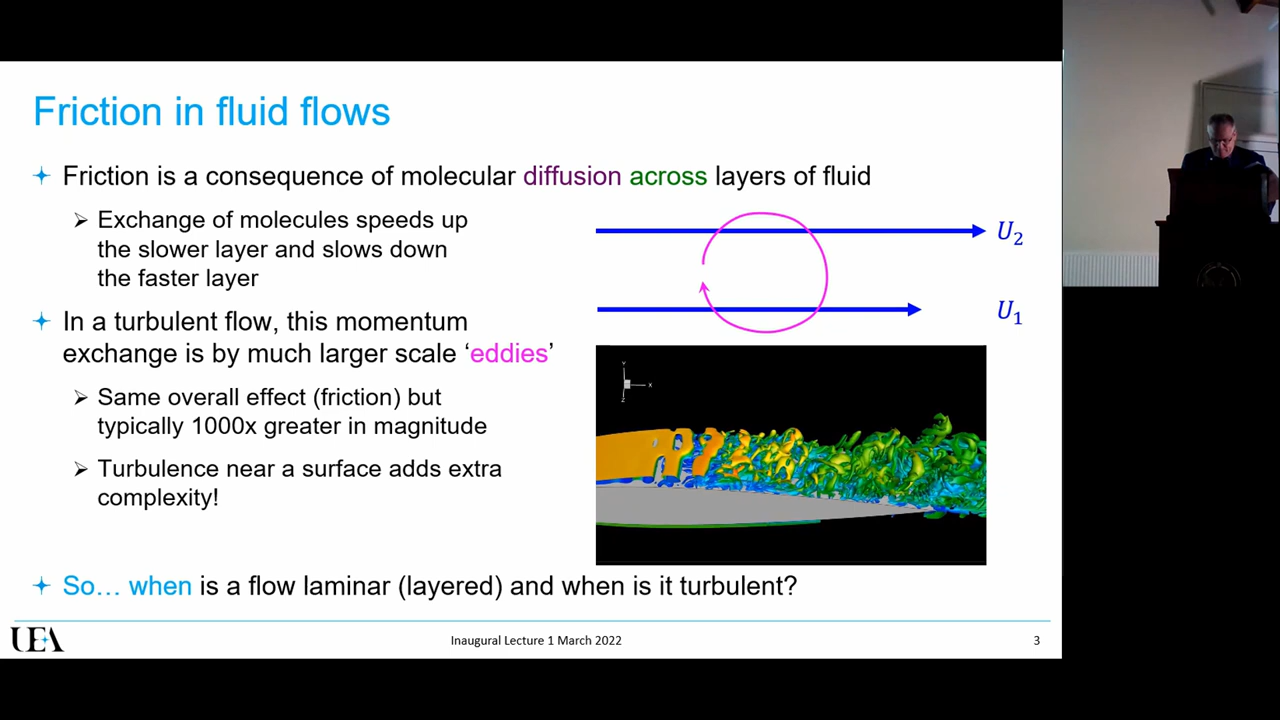 Friction in fluid flows
Friction is a consequence of molecular diffusion across layers of fluid
Exchange of molecules speeds up
the slower layer and slows down
the faster layer
U₂
U₁
In a turbulent flow, this momentum
exchange is by much larger scale ‘eddies’
Same overall effect (friction) but
typically 1000x greater in magnitude
Turbulence near a surface adds extra
complexity!
Y
X
Z
So… when is a flow laminar (layered) and when is it turbulent?
UEA
Inaugural Lecture 1 March 2022
3